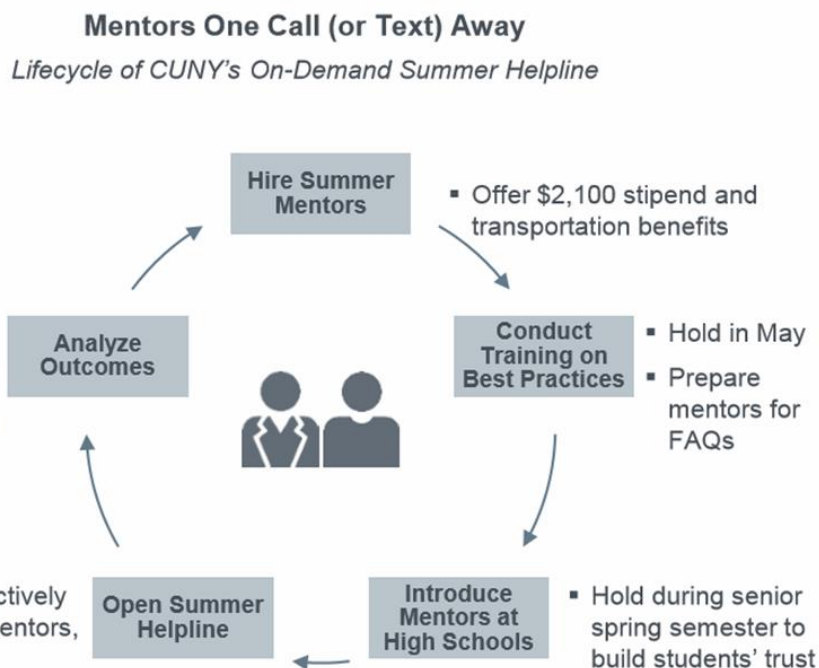 Mentors One Call (or Text) Away
Lifecycle of CUNY's On-Demand Summer Helpline
Hire Summer
Mentors
▪ Offer $2,100 stipend and
transportation benefits
Conduct
Training on
Best Practices
▪ Hold in May
▪ Prepare
mentors for
FAQs
Analyze
Outcomes
Introduce
Mentors at
High Schools
▪ Hold during senior
spring semester to
build students' trust
Open Summer
Helpline
ctively
entors,